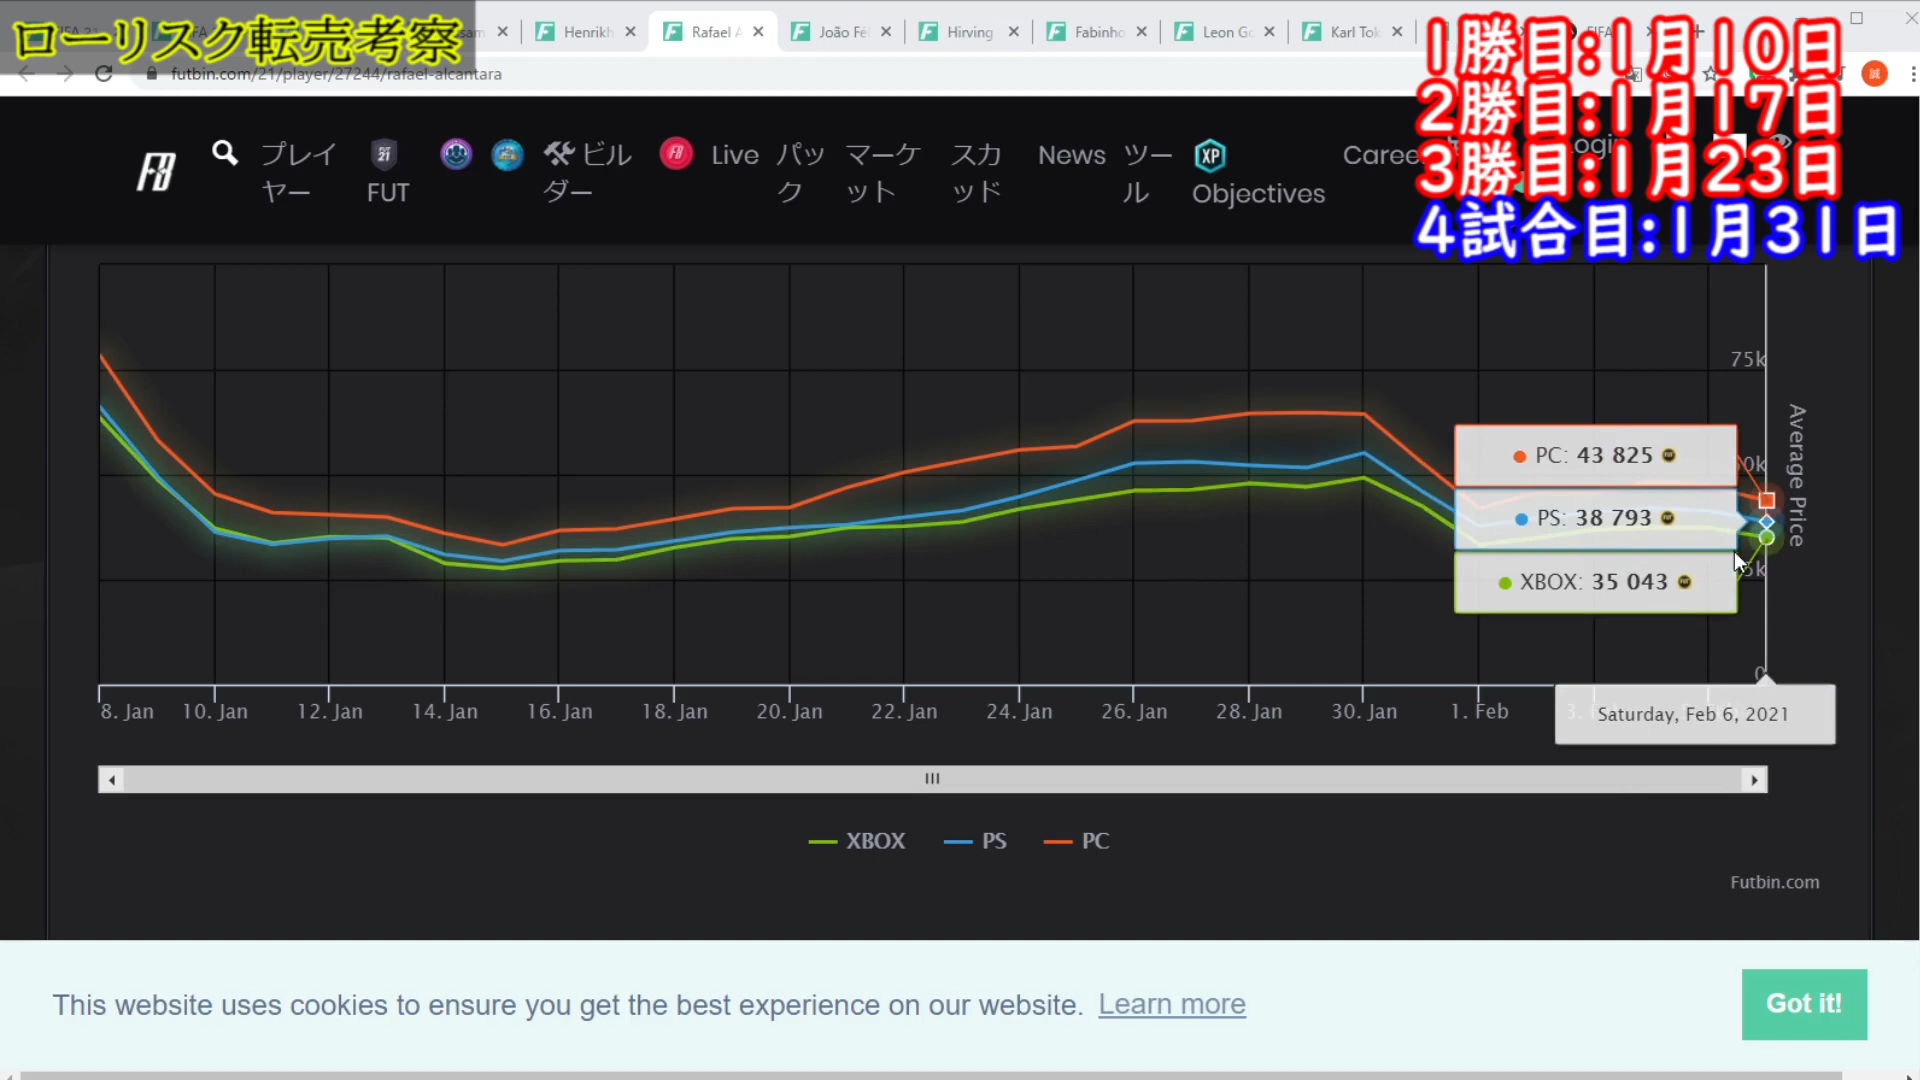 ローリスク転売考察
Henrikh
Rafael A
João Fé
Hirving
Fabinho
Leon Go
Karl Tok
FIFA
futbin.com/21/player/27244/rafael-alcantara
1勝目:1月10日
2勝目:1月17日
3勝目:1月23日
4試合目:1月31日
プレイヤー
21
FUT
ビルダー
Live
パック
マーケット
スカッド
News
ツール
XP
Objectives
Caree
Login
75k
Average Price
PC: 43 825
PS: 38 793
XBOX: 35 043
0
8. Jan
10. Jan
12. Jan
14. Jan
16. Jan
18. Jan
20. Jan
22. Jan
24. Jan
26. Jan
28. Jan
30. Jan
1. Feb
Saturday, Feb 6, 2021
XBOX
PS
PC
Futbin.com
This website uses cookies to ensure you get the best experience on our website. Learn more
Got it!